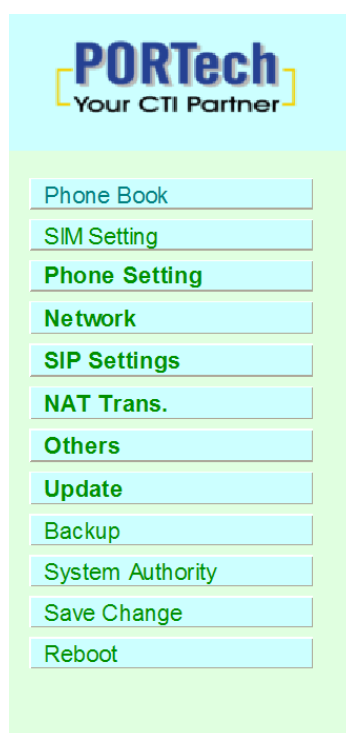 PORTech
Your CTI Partner
Phone Book
SIM Setting
Phone Setting
Network
SIP Settings
NAT Trans.
Others
Update
Backup
System Authority
Save Change
Reboot